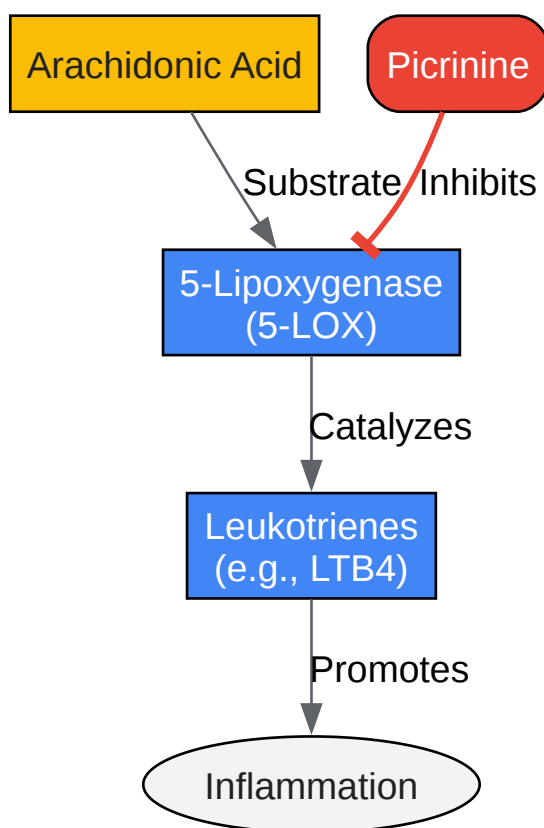 Arachidonic Acid
Picrinine
Substrate
Inhibits
5-Lipoxygenase
(5-LOX)
Catalyzes
Leukotrienes
(e.g., LTB4)
Promotes
Inflammation